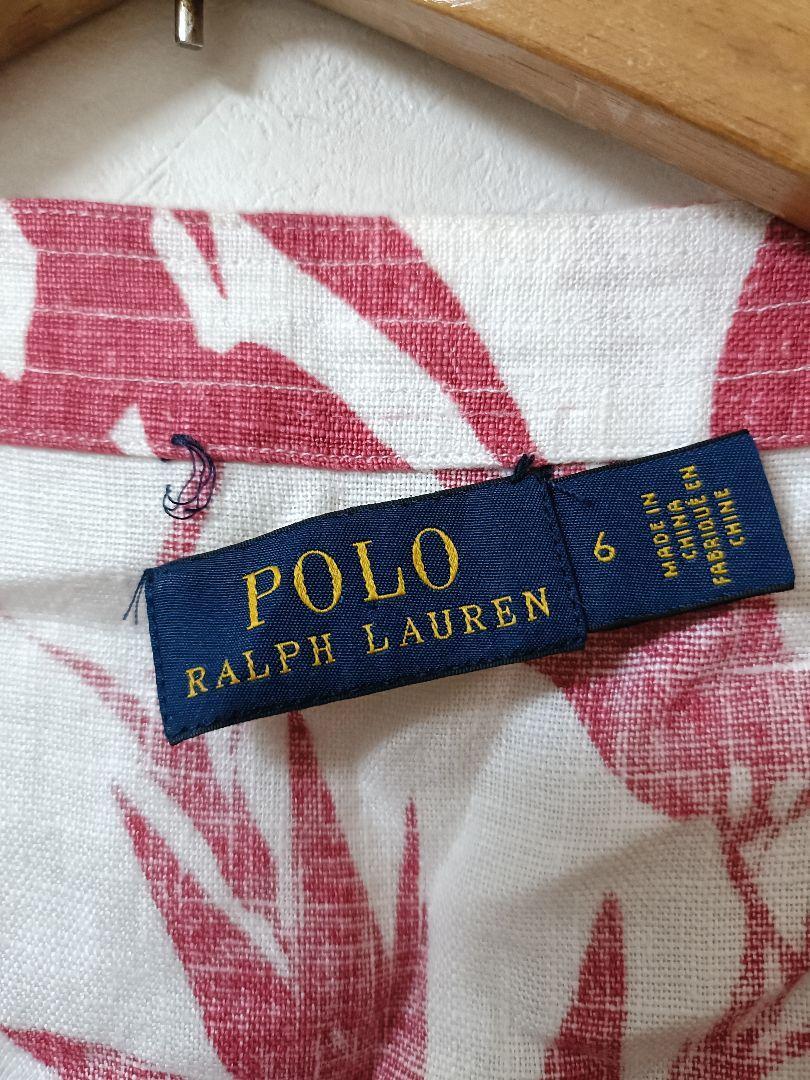 POLO
RALPH LAUREN
6
MADE IN
CHINA
FABRIQUÉ EN
CHINE